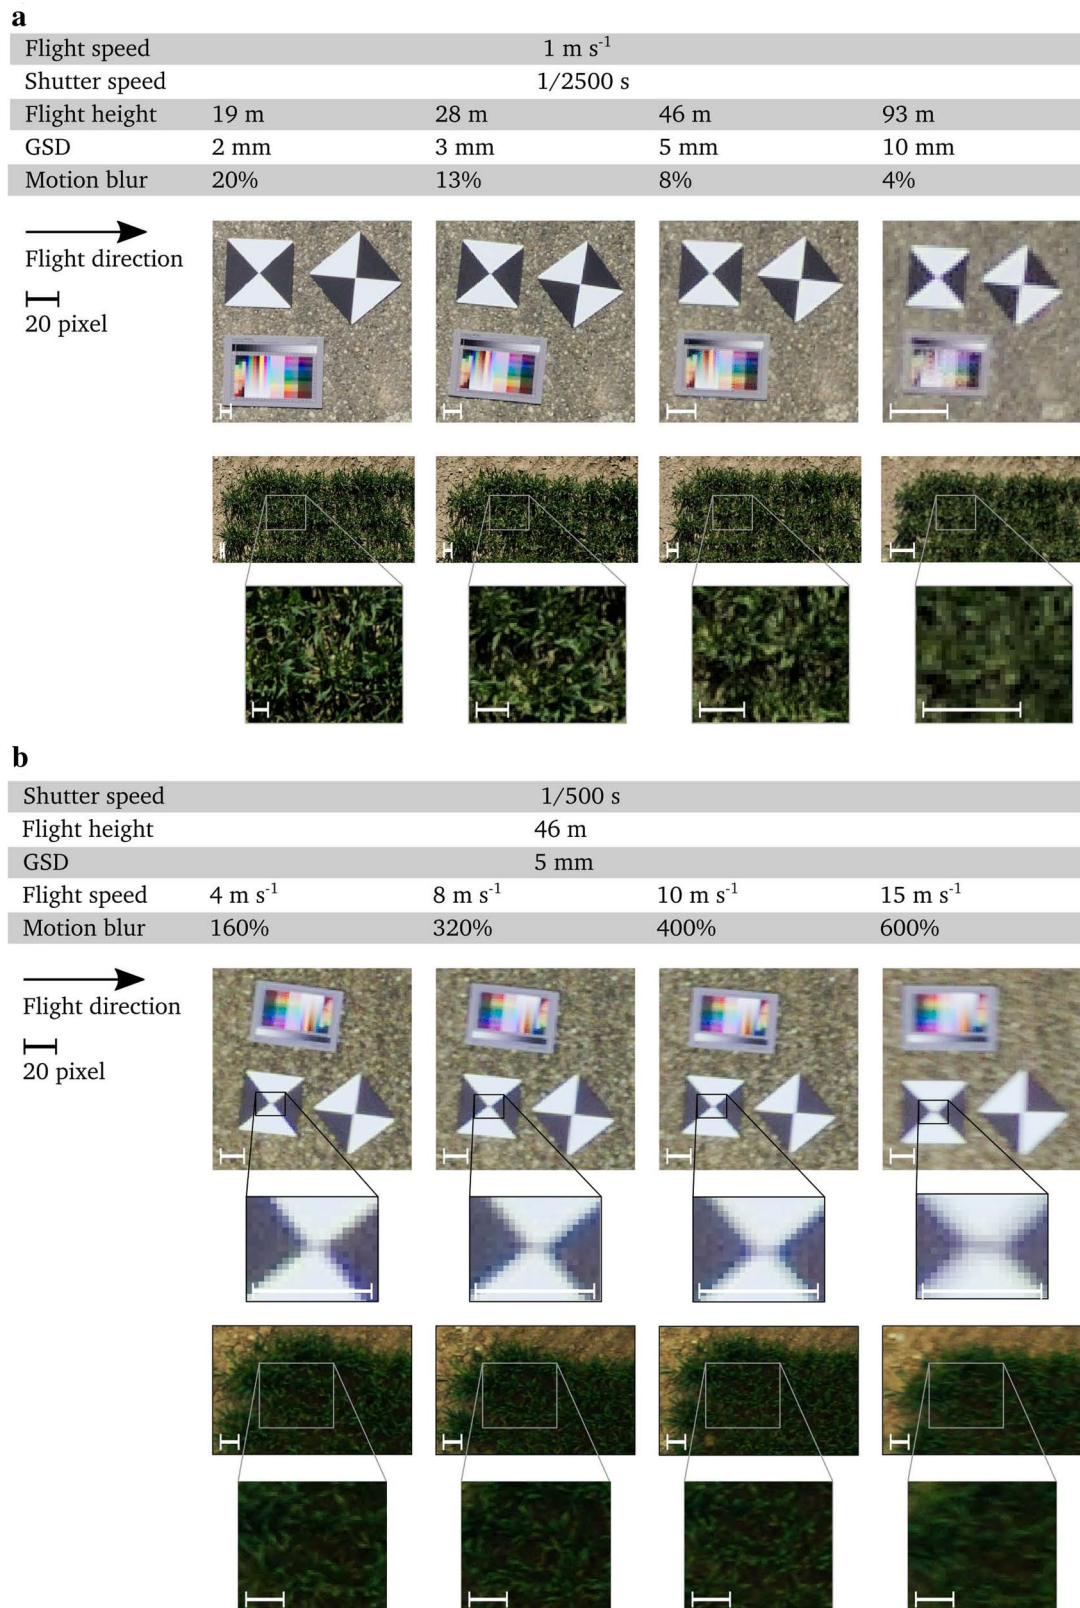 a
Flight speed 1 m s⁻¹
Shutter speed 1/2500 s
Flight height 19 m 28 m 46 m 93 m
GSD 2 mm 3 mm 5 mm 10 mm
Motion blur 20% 13% 8% 4%
Flight direction
20 pixel
b
Shutter speed 1/500 s
Flight height 46 m
GSD 5 mm
Flight speed 4 m s⁻¹ 8 m s⁻¹ 10 m s⁻¹ 15 m s⁻¹
Motion blur 160% 320% 400% 600%
Flight direction
20 pixel